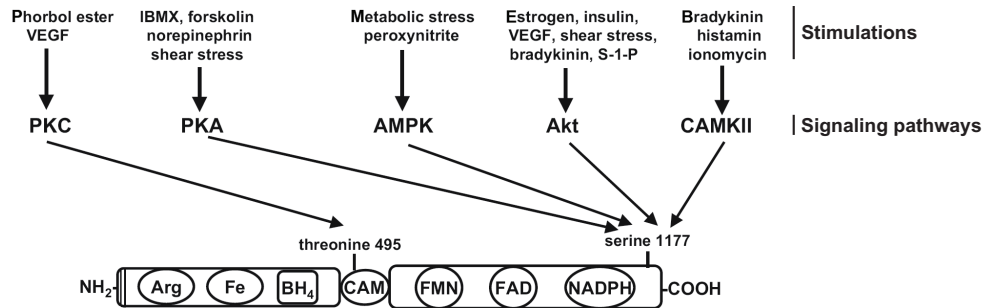 Phorbol ester
VEGF
IBMX, forskolin
norepinephrin
shear stress
Metabolic stress
peroxynitrite
Estrogen, insulin,
VEGF, shear stress,
bradykinin, S-1-P
Bradykinin
histamin
ionomycin
Stimulations
PKC
PKA
AMPK
Akt
CAMKII
Signaling pathways
threonine 495
serine 1177
NH2-
Arg
Fe
BH4
CAM
FMN
FAD
NADPH
-COOH